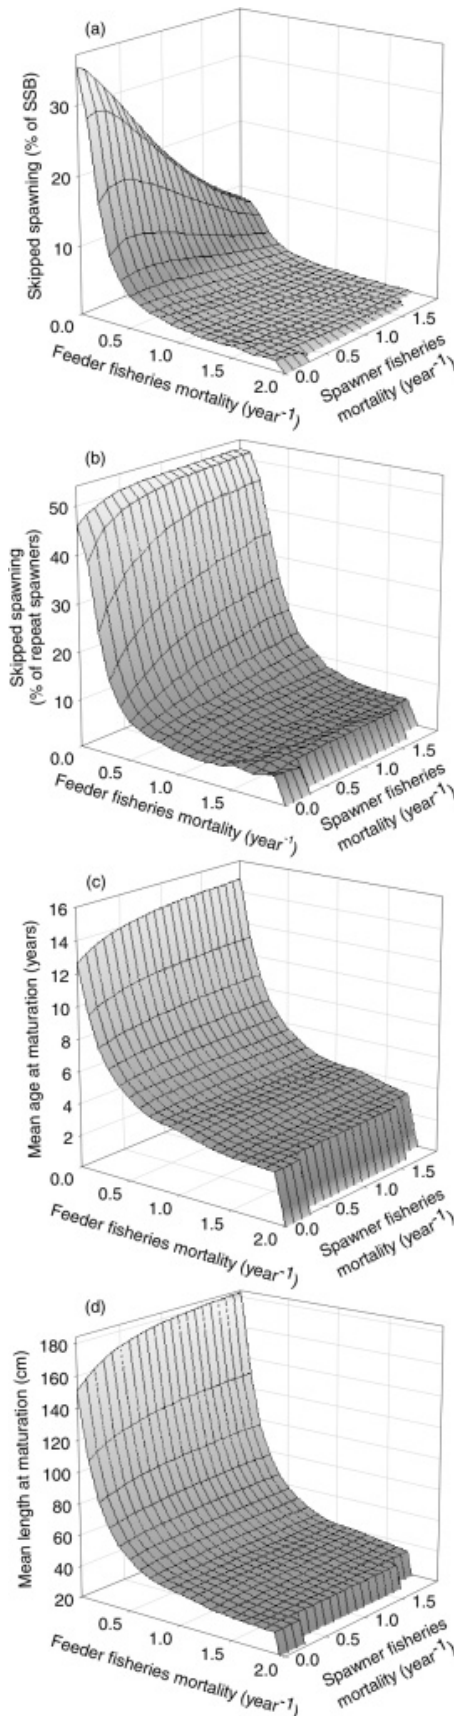 (a)
Skipped spawning (% of SSB)
30
20
10
0.0
0.5
1.0
1.5
2.0
Feeder fisheries mortality (year⁻¹)
0.0
0.5
1.0
1.5
Spawner fisheries
mortality (year⁻¹)
(b)
Skipped spawning
(% of repeat spawners)
50
40
30
20
10
0.0
0.5
1.0
1.5
2.0
Feeder fisheries mortality (year⁻¹)
0.0
0.5
1.0
1.5
Spawner fisheries
mortality (year⁻¹)
(c)
Mean age at maturation (years)
16
14
12
10
8
6
4
2
0.0
0.5
1.0
1.5
2.0
Feeder fisheries mortality (year⁻¹)
0.0
0.5
1.0
1.5
Spawner fisheries
mortality (year⁻¹)
(d)
Mean length at maturation (cm)
180
160
140
120
100
80
60
40
20
0.5
1.0
1.5
2.0
Feeder fisheries mortality (year⁻¹)
0.0
0.5
1.0
1.5
Spawner fisheries
mortality (year⁻¹)